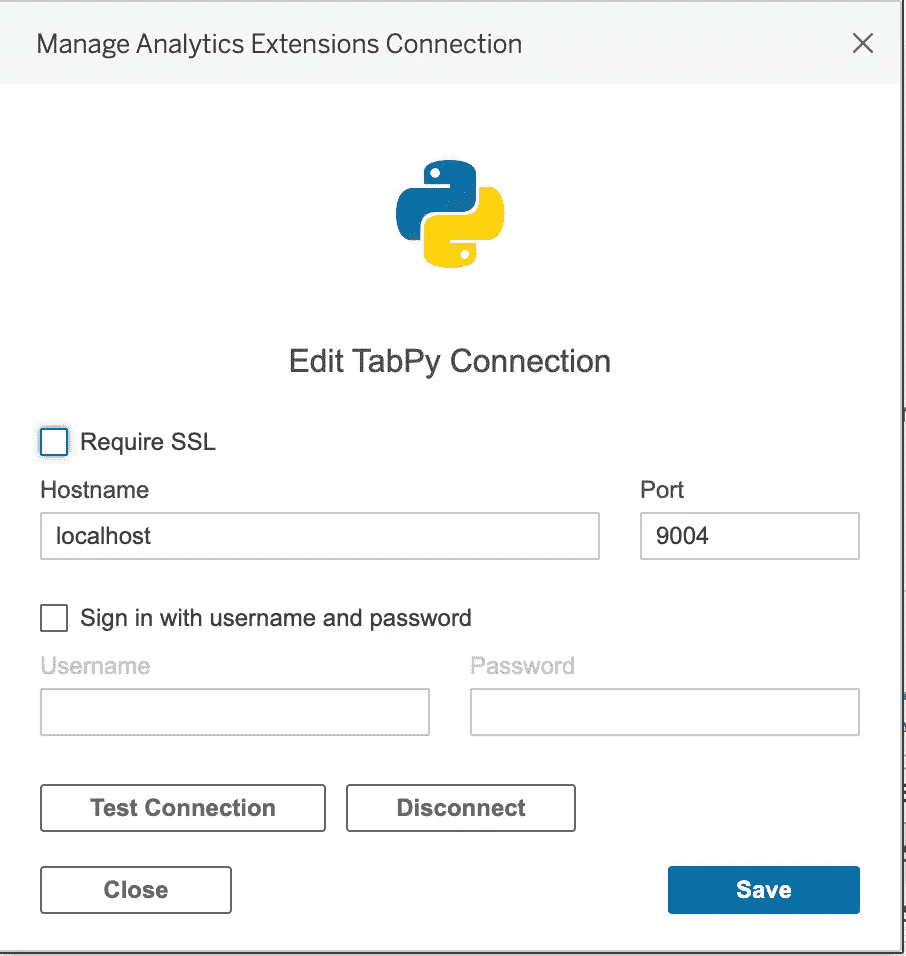 Manage Analytics Extensions Connection
Edit TabPy Connection
Require SSL
Hostname Port
localhost 9004
Sign in with username and password
Username Password
Test Connection Disconnect
Close Save